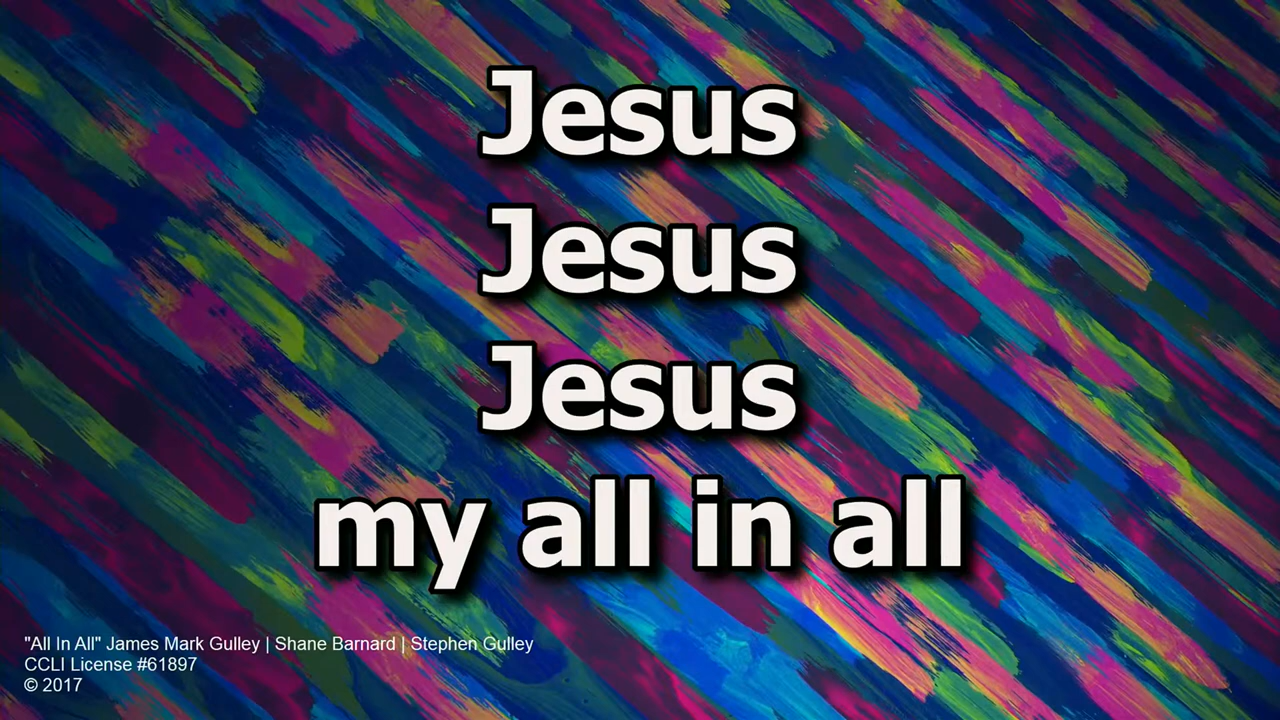 Jesus
Jesus
Jesus
my all in all
"All In All" James Mark Gulley | Shane Barnard | Stephen Gulley
CCLI License #61897
© 2017